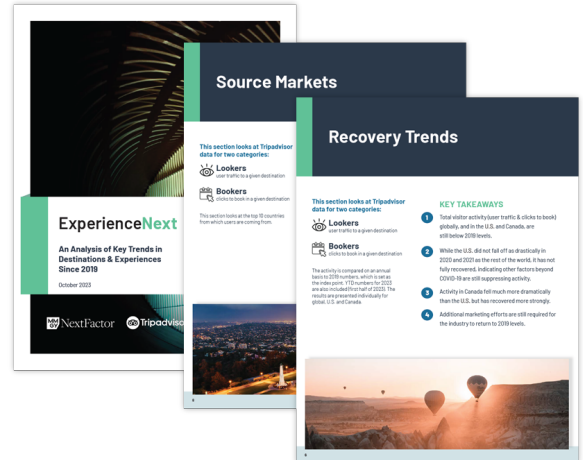 ExperienceNext
An Analysis of Key Trends in
Destinations & Experiences
Since 2019
October 2023
MM
GY
NextFactor
Tripadviso
Source Markets
This section looks at Tripadvisor
data for two categories:
Lookers
user traffic to a given destination
Bookers
clicks to book in a given destination
This section looks at the top 10 countries
from which users are coming from.
Recovery Trends
This section looks at Tripadvisor
data for two categories:
Lookers
user traffic to a given destination
Bookers
clicks to book in a given destination
The activity is compared on an annual
basis to 2019 numbers, which is set as
the index point. YTD numbers for 2023
are also included (first half of 2023). The
results are presented individually for
global, U.S. and Canada.
KEY TAKEAWAYS
1 Total visitor activity (user traffic & clicks to book)
globally, and in the U.S. and Canada, are
still below 2019 levels.
2 While the U.S. did not fall off as drastically in
2020 and 2021 as the rest of the world, it has not
fully recovered, indicating other factors beyond
COVID-19 are still suppressing activity.
3 Activity in Canada fell much more dramatically
than the U.S. but has recovered more strongly.
4 Additional marketing efforts are still required for
the industry to return to 2019 levels.